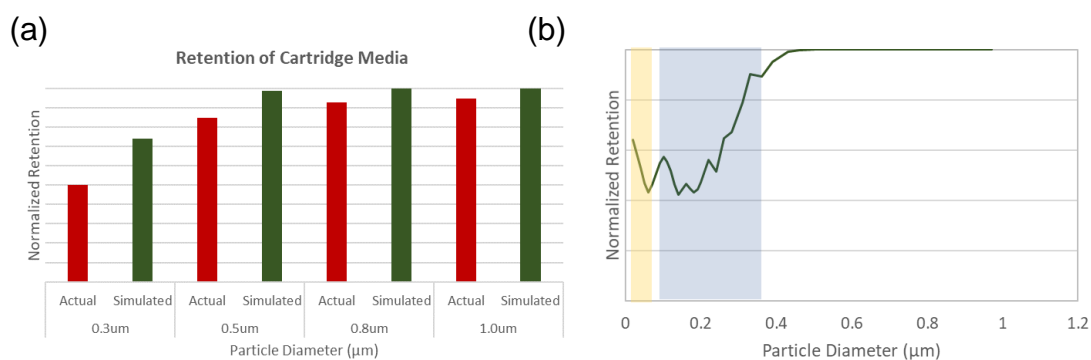 (a)
Retention of Cartridge Media
Normalized Retention
Actual Simulated Actual Simulated Actual Simulated Actual Simulated
0.3um 0.5um 0.8um 1.0um
Particle Diameter (µm)
(b)
Normalized Retention
0 0.2 0.4 0.6 0.8 1 1.2
Particle Diameter (µm)